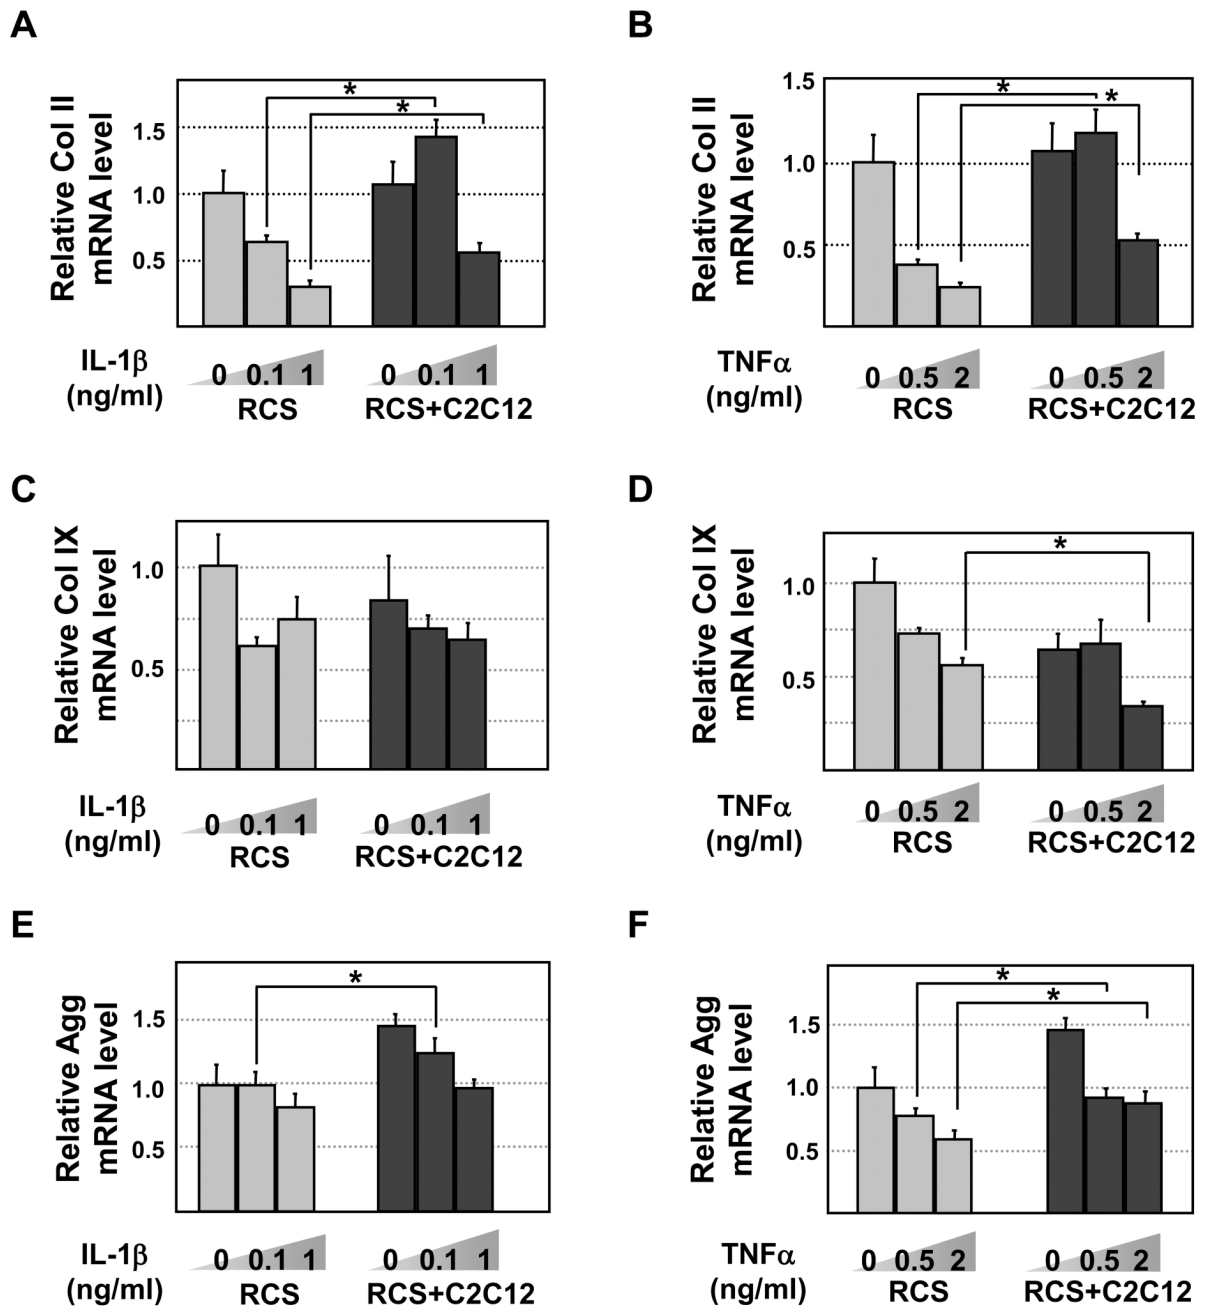 A
Relative Col II
mRNA level
1.5
1.0
0.5
*
*
IL-1β
(ng/ml)
0 0.1 1
0 0.1 1
RCS
RCS+C2C12
B
Relative Col II
mRNA level
1.5
1.0
0.5
*
*
TNFα
(ng/ml)
0 0.5 2
0 0.5 2
RCS
RCS+C2C12
C
Relative Col IX
mRNA level
1.0
0.5
IL-1β
(ng/ml)
0 0.1 1
0 0.1 1
RCS
RCS+C2C12
D
Relative Col IX
mRNA level
1.0
0.5
*
TNFα
(ng/ml)
0 0.5 2
0 0.5 2
RCS
RCS+C2C12
E
Relative Agg
mRNA level
1.5
1.0
0.5
*
IL-1β
(ng/ml)
0 0.1 1
0 0.1 1
RCS
RCS+C2C12
F
Relative Agg
mRNA level
1.5
1.0
0.5
*
*
TNFα
(ng/ml)
0 0.5 2
0 0.5 2
RCS
RCS+C2C12